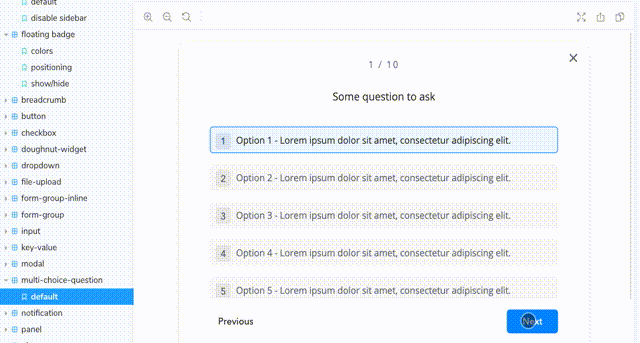 default
disable sidebar
floating badge
colors
positioning
show/hide
breadcrumb
button
checkbox
doughnut-widget
dropdown
file-upload
form-group-inline
form-group
input
key-value
modal
multi-choice-question
default
notification
panel
1 / 10
Some question to ask
1 Option 1 - Lorem ipsum dolor sit amet, consectetur adipiscing elit.
2 Option 2 - Lorem ipsum dolor sit amet, consectetur adipiscing elit.
3 Option 3 - Lorem ipsum dolor sit amet, consectetur adipiscing elit.
4 Option 4 - Lorem ipsum dolor sit amet, consectetur adipiscing elit.
5 Option 5 - Lorem ipsum dolor sit amet, consectetur adipiscing elit.
Previous
Next